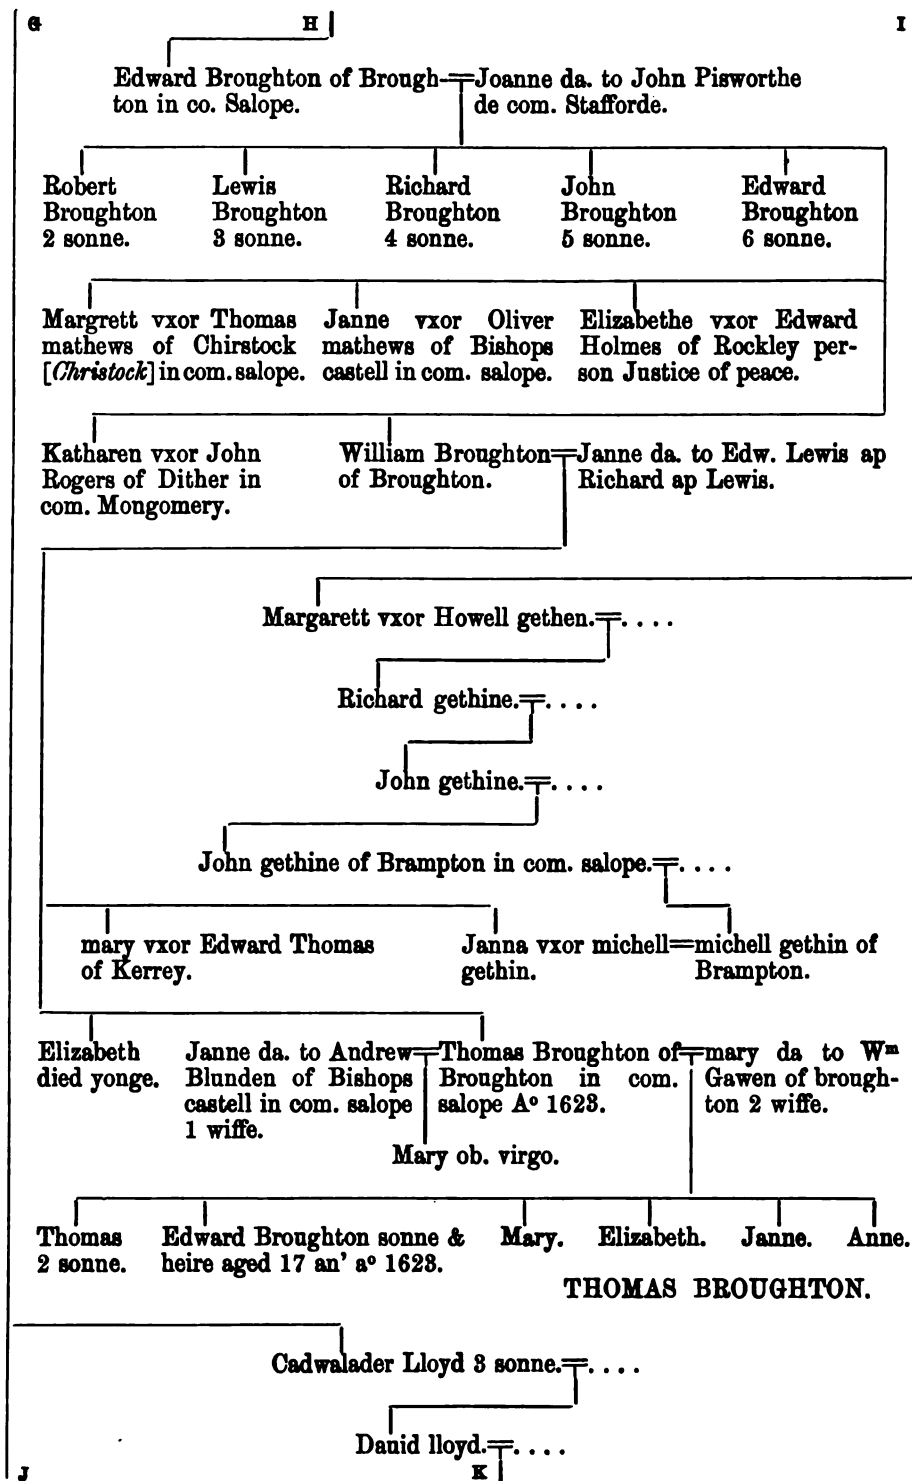 G H I
Edward Broughton of Brough-=Joanne da. to John Pisworthe
ton in co. Salope. de com. Stafforde.
Robert Lewis Richard John Edward
Broughton Broughton Broughton Broughton Broughton
2 sonne. 3 sonne. 4 sonne. 5 sonne. 6 sonne.
Margrett vxor Thomas Janne vxor Oliver Elizabethe vxor Edward
mathews of Chirstock mathews of Bishops Holmes of Rockley per-
[Christock] in com. salope. castell in com. salope. son Justice of peace.
Katharen vxor John William Broughton=Janne da. to Edw. Lewis ap
Rogers of Dither in of Broughton. Richard ap Lewis.
com. Mongomery.
Margarett vxor Howell gethen.=....
Richard gethine.=....
John gethine.=....
John gethine of Brampton in com. salope.=....
mary vxor Edward Thomas Janna vxor michell=michell gethin of
of Kerrey. gethin. Brampton.
Elizabeth Janne da. to Andrew=Thomas Broughton of=mary da to Wm
died yonge. Blunden of Bishops Broughton in com. Gawen of brough-
castell in com. salope salope Ao 1623. ton 2 wiffe.
1 wiffe.
Mary ob. virgo.
Thomas Edward Broughton sonne & Mary. Elizabeth. Janne. Anne.
2 sonne. heire aged 17 an' ao 1623.
THOMAS BROUGHTON.
Cadwalader Lloyd 3 sonne.=....
Dauid lloyd.=....
J K